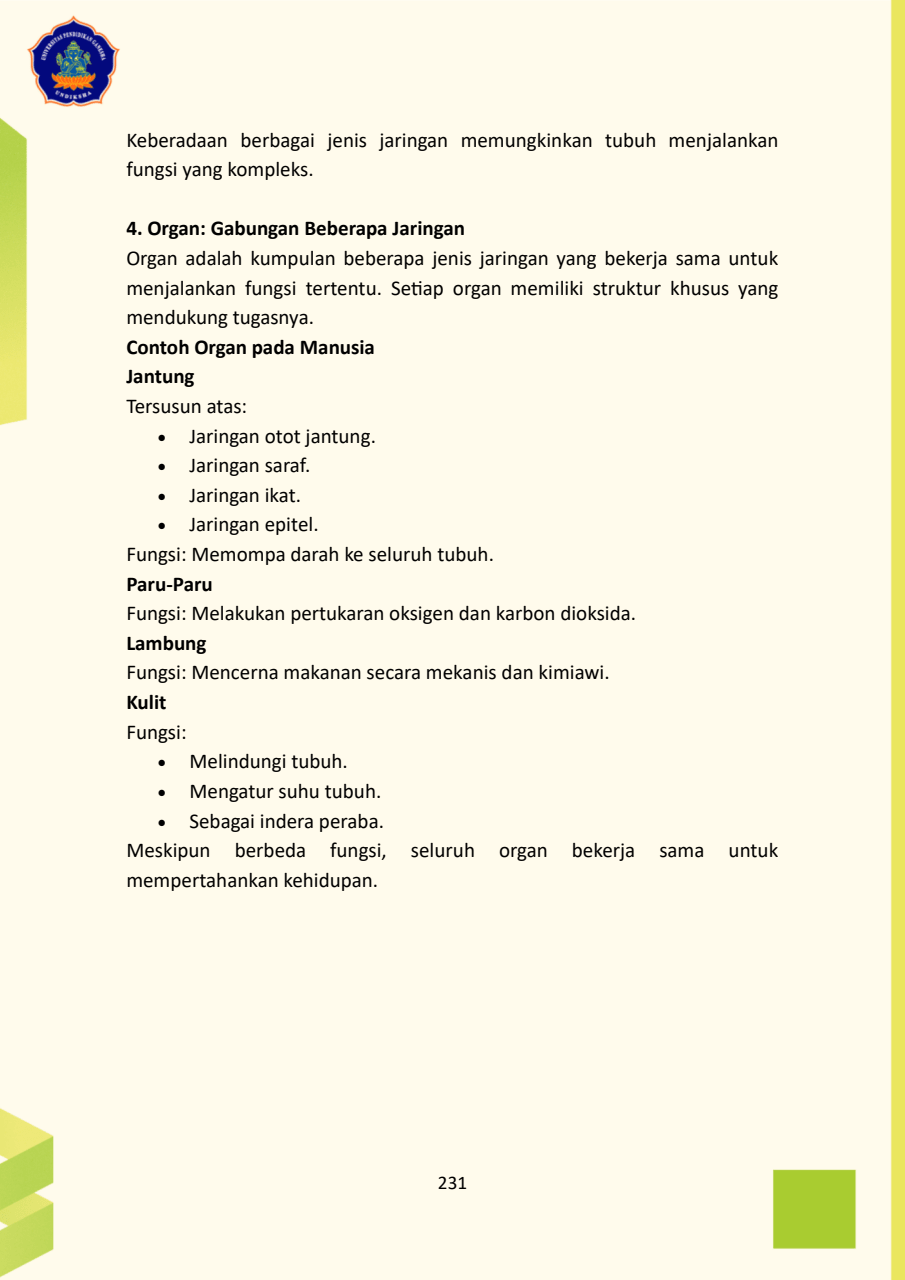 UNIVERSITAS PENDIDIKAN GANESHA
UNDIKSHA
Keberadaan berbagai jenis jaringan memungkinkan tubuh menjalankan
fungsi yang kompleks.
4. Organ: Gabungan Beberapa Jaringan
Organ adalah kumpulan beberapa jenis jaringan yang bekerja sama untuk
menjalankan fungsi tertentu. Setiap organ memiliki struktur khusus yang
mendukung tugasnya.
Contoh Organ pada Manusia
Jantung
Tersusun atas:
• Jaringan otot jantung.
• Jaringan saraf.
• Jaringan ikat.
• Jaringan epitel.
Fungsi: Memompa darah ke seluruh tubuh.
Paru-Paru
Fungsi: Melakukan pertukaran oksigen dan karbon dioksida.
Lambung
Fungsi: Mencerna makanan secara mekanis dan kimiawi.
Kulit
Fungsi:
• Melindungi tubuh.
• Mengatur suhu tubuh.
• Sebagai indera peraba.
Meskipun berbeda fungsi, seluruh organ bekerja sama untuk
mempertahankan kehidupan.
231